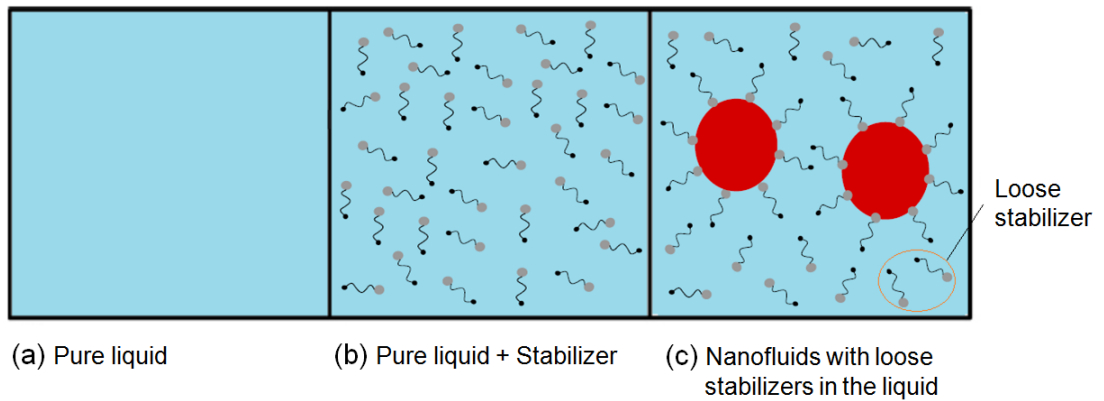 Loose
stabilizer
(a) Pure liquid
(b) Pure liquid + Stabilizer
(c) Nanofluids with loose
stabilizers in the liquid